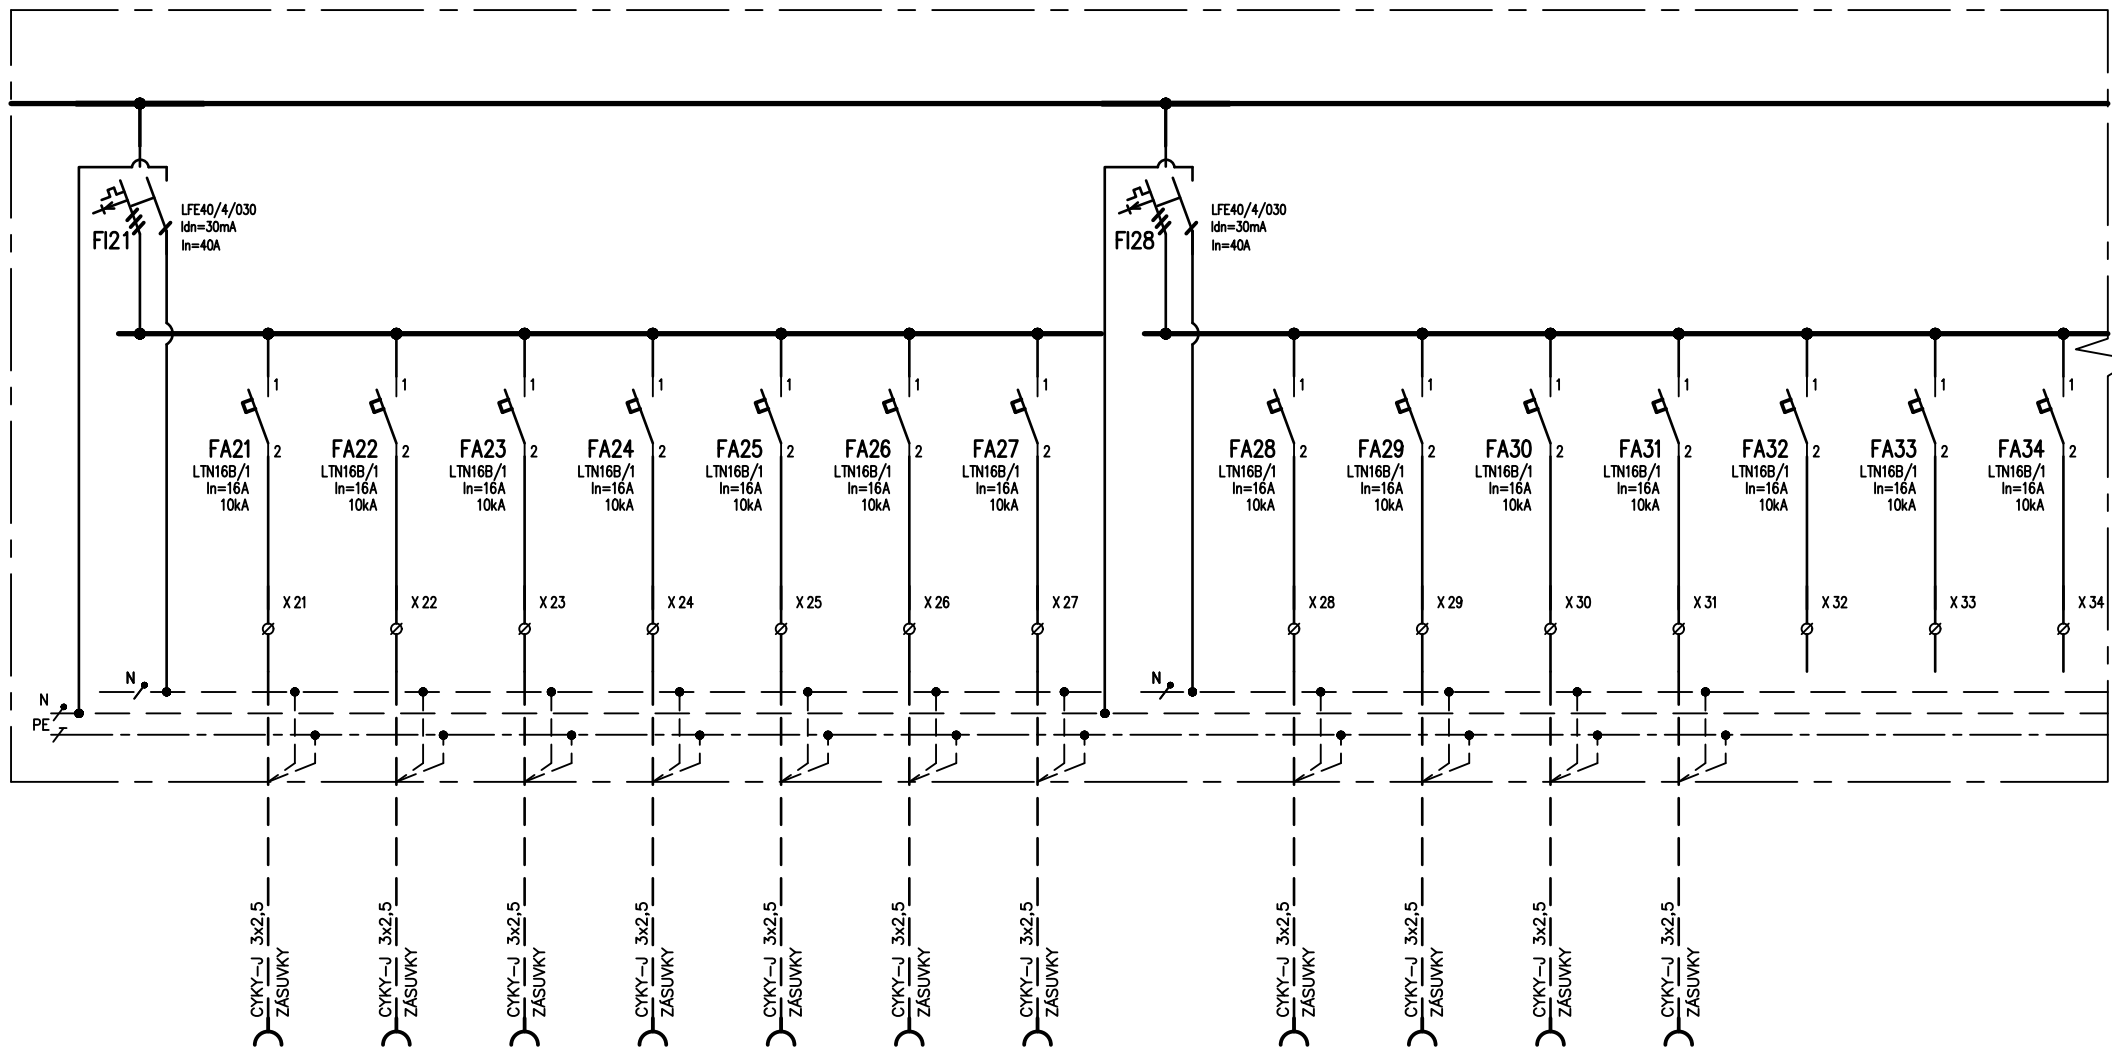 LFE40/4/030
Idn=30mA
In=40A
FI21
LFE40/4/030
Idn=30mA
In=40A
FI28
1
1
1
1
1
1
1
1
1
1
1
1
1
1
FA21 2
LTN16B/1
In=16A
10kA
FA22 2
LTN16B/1
In=16A
10kA
FA23 2
LTN16B/1
In=16A
10kA
FA24 2
LTN16B/1
In=16A
10kA
FA25 2
LTN16B/1
In=16A
10kA
FA26 2
LTN16B/1
In=16A
10kA
FA27 2
LTN16B/1
In=16A
10kA
FA28 2
LTN16B/1
In=16A
10kA
FA29 2
LTN16B/1
In=16A
10kA
FA30 2
LTN16B/1
In=16A
10kA
FA31 2
LTN16B/1
In=16A
10kA
FA32 2
LTN16B/1
In=16A
10kA
FA33 2
LTN16B/1
In=16A
10kA
FA34 2
LTN16B/1
In=16A
10kA
X 21
X 22
X 23
X 24
X 25
X 26
X 27
X 28
X 29
X 30
X 31
X 32
X 33
X 34
N
N
N
PE
CYKY-J 3x2,5
ZÁSUVKY
CYKY-J 3x2,5
ZÁSUVKY
CYKY-J 3x2,5
ZÁSUVKY
CYKY-J 3x2,5
ZÁSUVKY
CYKY-J 3x2,5
ZÁSUVKY
CYKY-J 3x2,5
ZÁSUVKY
CYKY-J 3x2,5
ZÁSUVKY
CYKY-J 3x2,5
ZÁSUVKY
CYKY-J 3x2,5
ZÁSUVKY
CYKY-J 3x2,5
ZÁSUVKY
CYKY-J 3x2,5
ZÁSUVKY